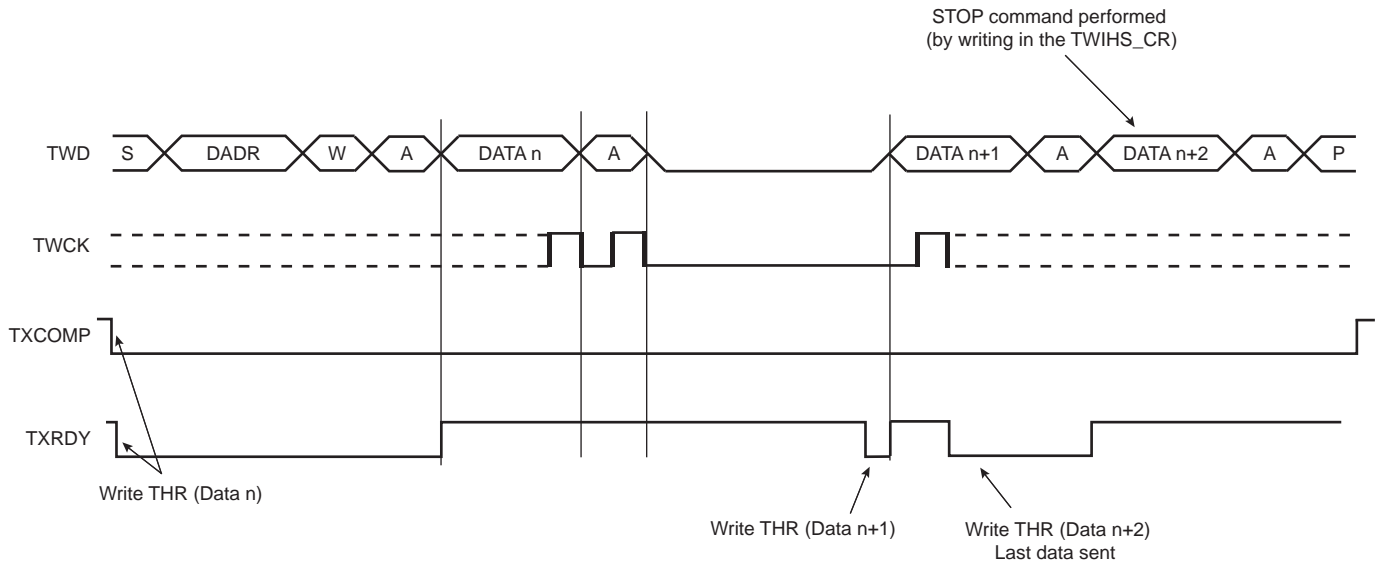 STOP command performed
(by writing in the TWIHS_CR)
TWD S DADR W A DATA n A DATA n+1 A DATA n+2 A P
TWCK
TXCOMP
TXRDY
Write THR (Data n)
Write THR (Data n+1)
Write THR (Data n+2)
Last data sent